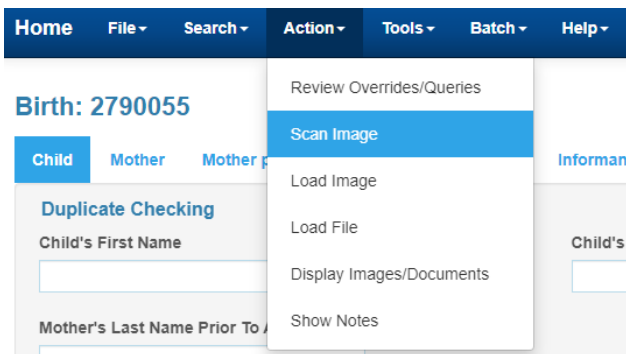 Home File Search Action Tools Batch Help
Review Overrides/Queries
Birth: 2790055
Scan Image
Child Mother Mother Informan
Load Image
Duplicate Checking
Load File
Child's First Name Child's
Display Images/Documents
Show Notes
Mother's Last Name Prior To